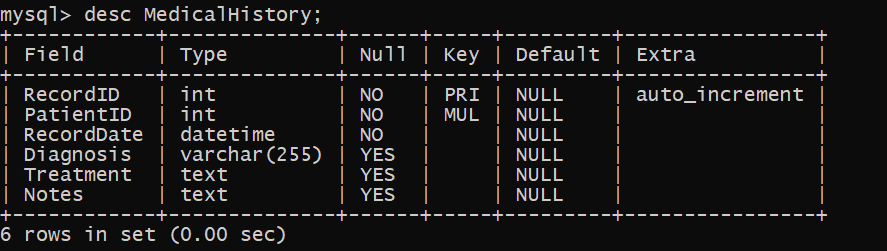 mysql> desc MedicalHistory;
+------------+--------------+------+-----+---------+----------------+
| Field      | Type         | Null | Key | Default | Extra          |
+------------+--------------+------+-----+---------+----------------+
| RecordID   | int          | NO   | PRI | NULL    | auto_increment |
| PatientID  | int          | NO   | MUL | NULL    |                |
| RecordDate | datetime     | NO   |     | NULL    |                |
| Diagnosis  | varchar(255) | YES  |     | NULL    |                |
| Treatment  | text         | YES  |     | NULL    |                |
| Notes      | text         | YES  |     | NULL    |                |
+------------+--------------+------+-----+---------+----------------+
6 rows in set (0.00 sec)